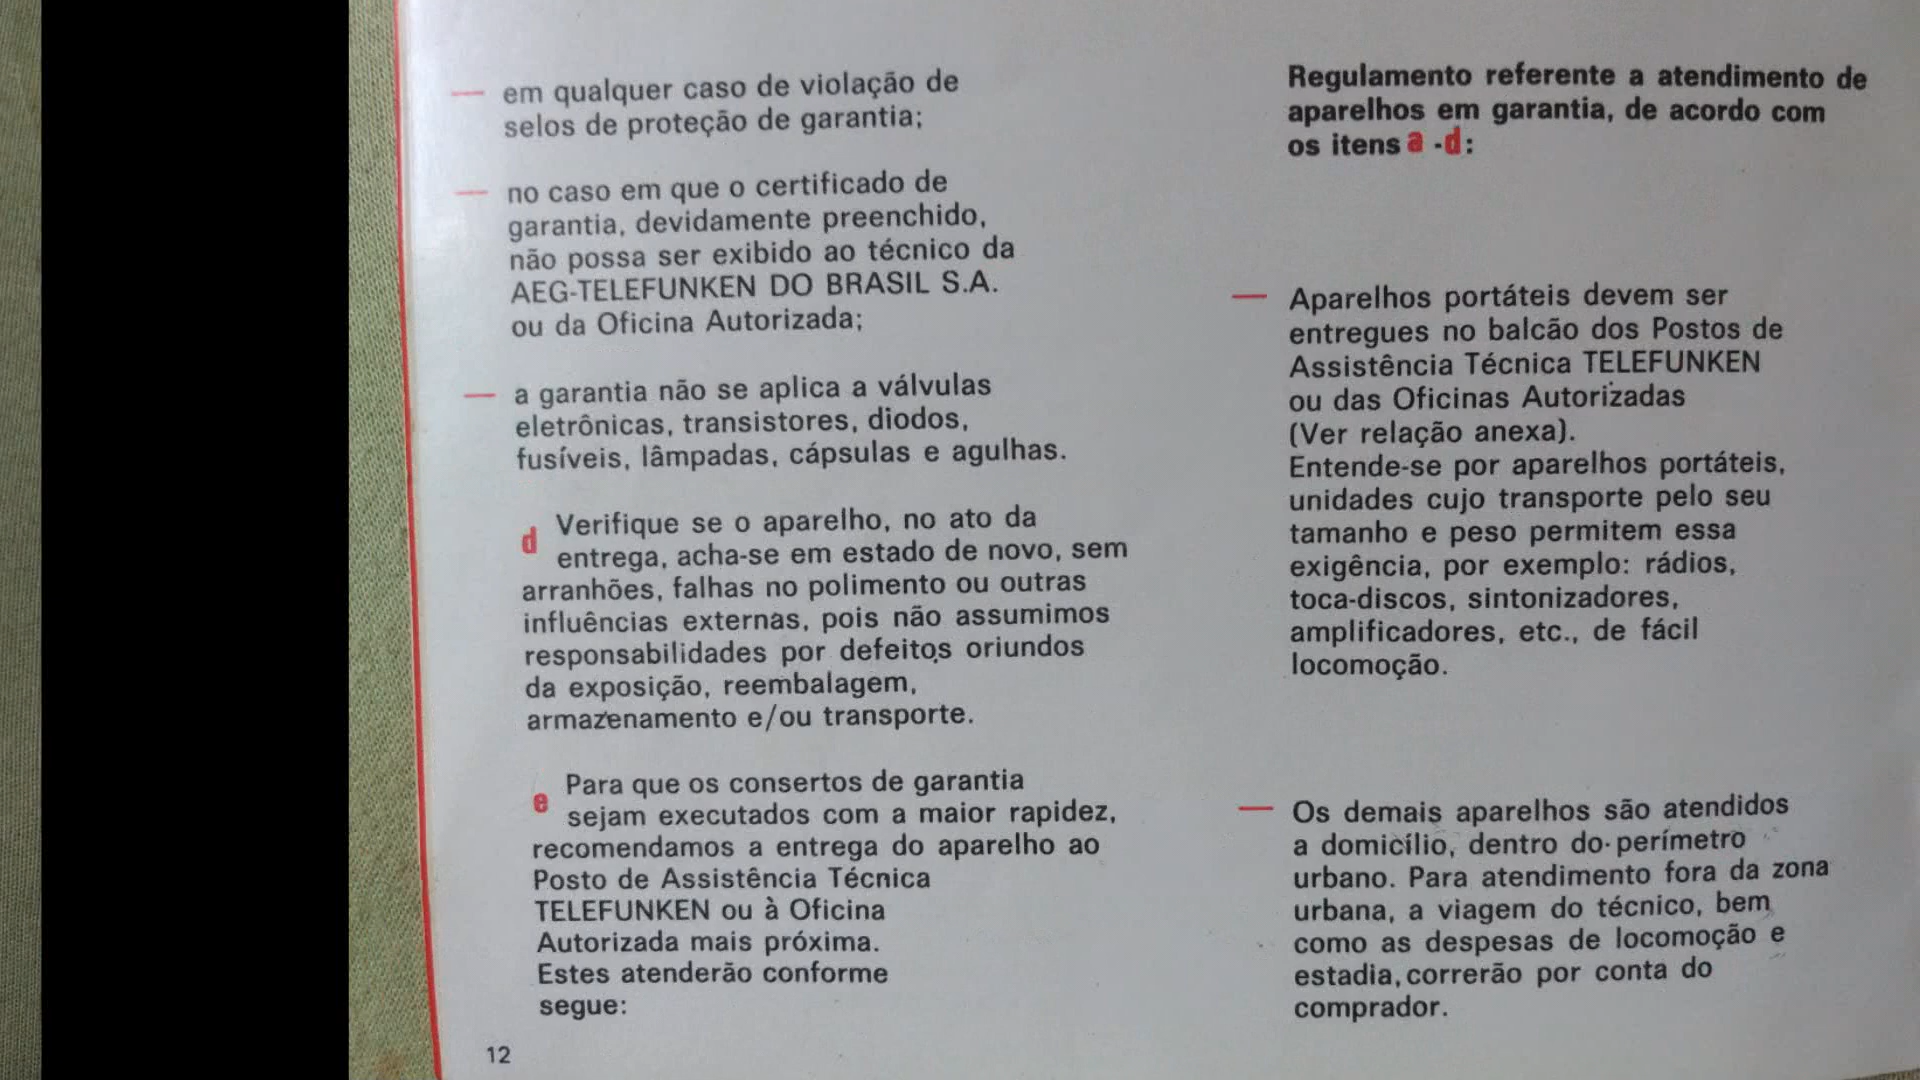 — em qualquer caso de violação de
selos de proteção de garantia;
— no caso em que o certificado de
garantia, devidamente preenchido,
não possa ser exibido ao técnico da
AEG-TELEFUNKEN DO BRASIL S.A.
ou da Oficina Autorizada;
— a garantia não se aplica a válvulas
eletrônicas, transistores, diodos,
fusíveis, lâmpadas, cápsulas e agulhas.
d Verifique se o aparelho, no ato da
entrega, acha-se em estado de novo, sem
arranhões, falhas no polimento ou outras
influências externas, pois não assumimos
responsabilidades por defeitos oriundos
da exposição, reembalagem,
armazenamento e/ou transporte.
e Para que os consertos de garantia
sejam executados com a maior rapidez,
recomendamos a entrega do aparelho ao
Posto de Assistência Técnica
TELEFUNKEN ou à Oficina
Autorizada mais próxima.
Estes atenderão conforme
segue:
12
Regulamento referente a atendimento de
aparelhos em garantia, de acordo com
os itens a -d:
— Aparelhos portáteis devem ser
entregues no balcão dos Postos de
Assistência Técnica TELEFUNKEN
ou das Oficinas Autorizadas
(Ver relação anexa).
Entende-se por aparelhos portáteis,
unidades cujo transporte pelo seu
tamanho e peso permitem essa
exigência, por exemplo: rádios,
toca-discos, sintonizadores,
amplificadores, etc., de fácil
locomoção.
— Os demais aparelhos são atendidos
a domicílio, dentro do perímetro
urbano. Para atendimento fora da zona
urbana, a viagem do técnico, bem
como as despesas de locomoção e
estadia, correrão por conta do
comprador.